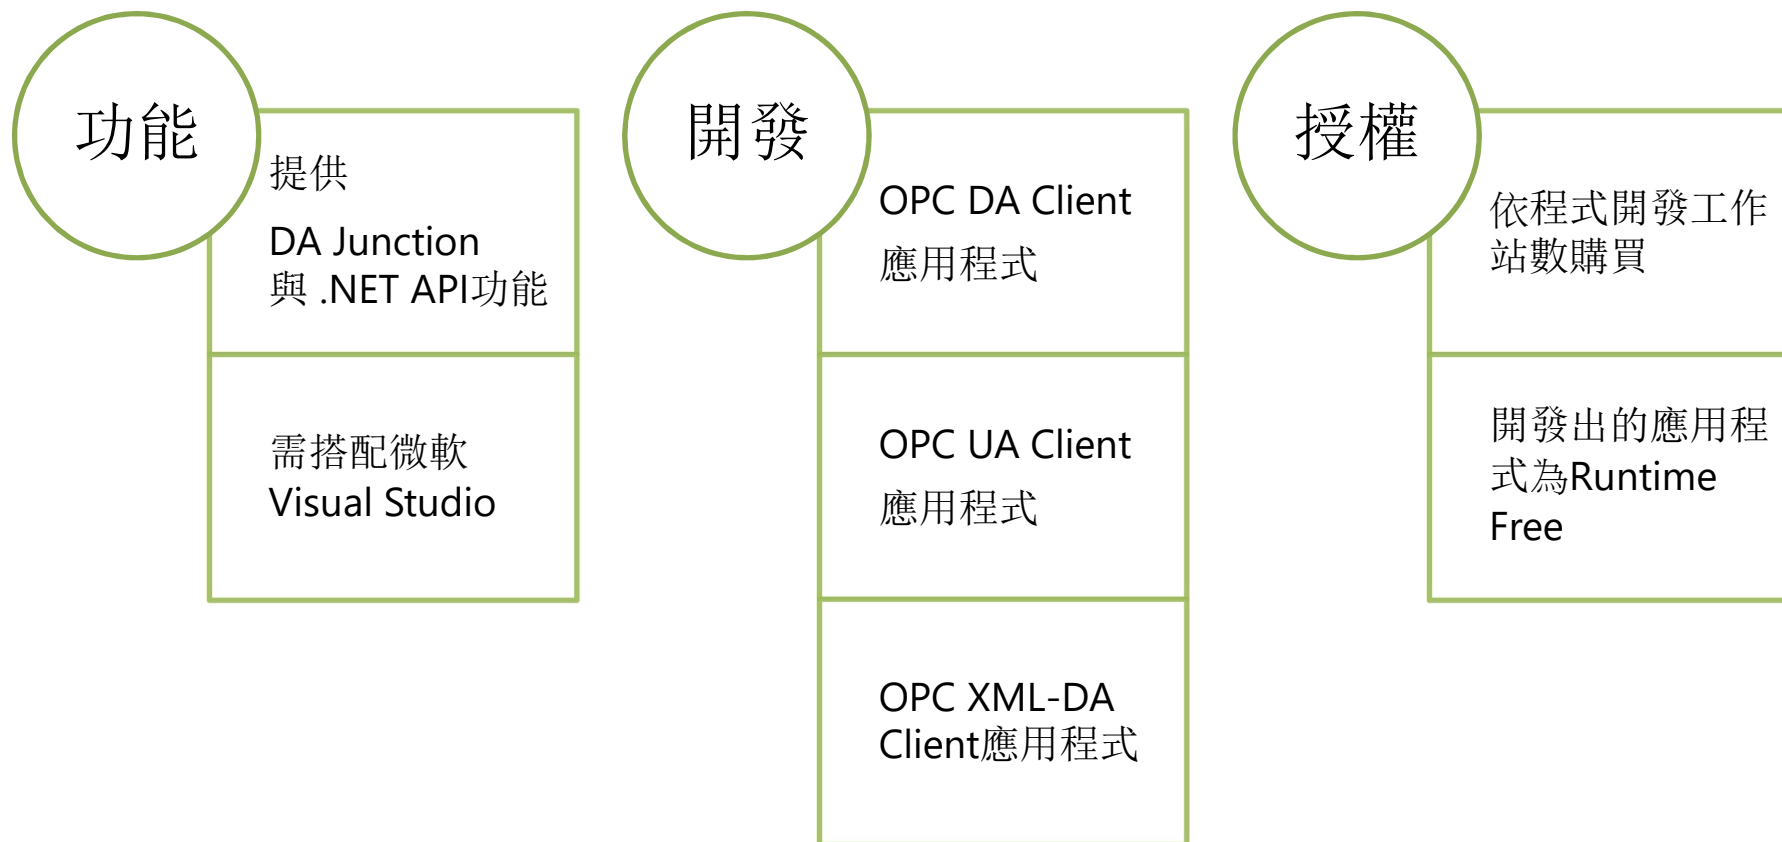 功能
提供
DA Junction
與 .NET API功能
需搭配微軟
Visual Studio
開發
OPC DA Client
應用程式
OPC UA Client
應用程式
OPC XML-DA
Client應用程式
授權
依程式開發工作
站數購買
開發出的應用程
式為Runtime
Free